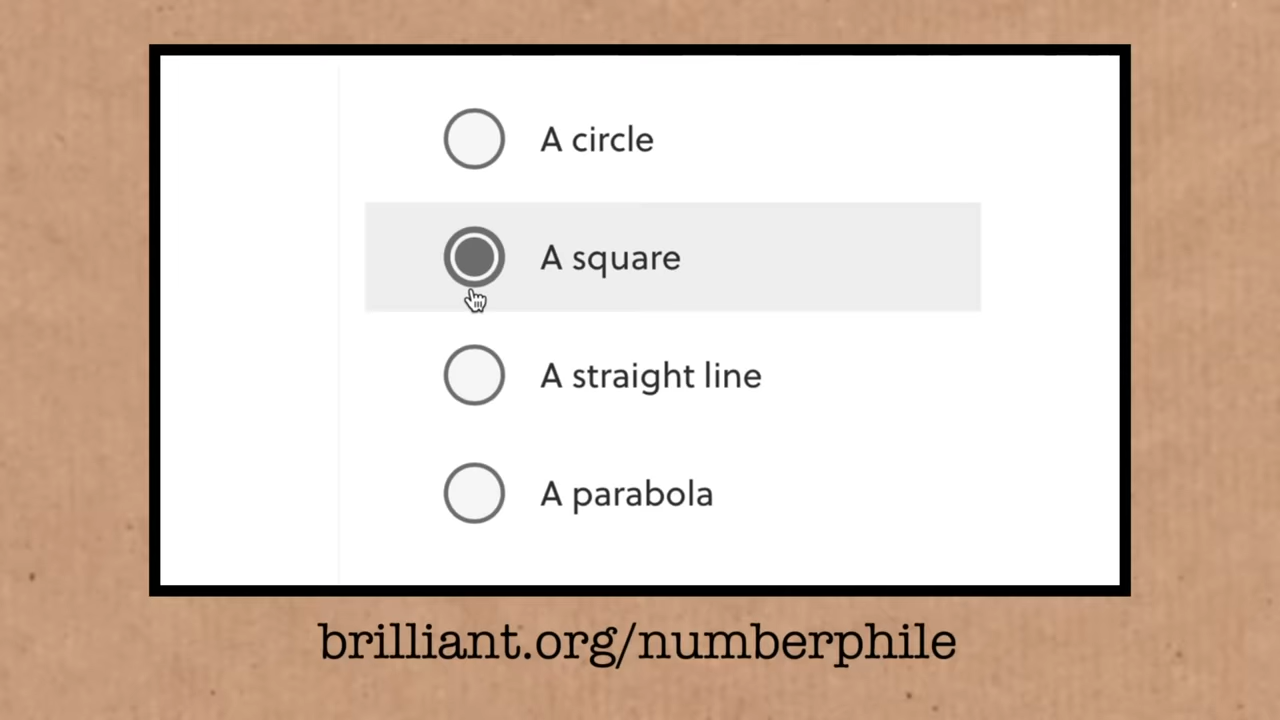 A circle
A square
A straight line
A parabola
brilliant.org/numberphile